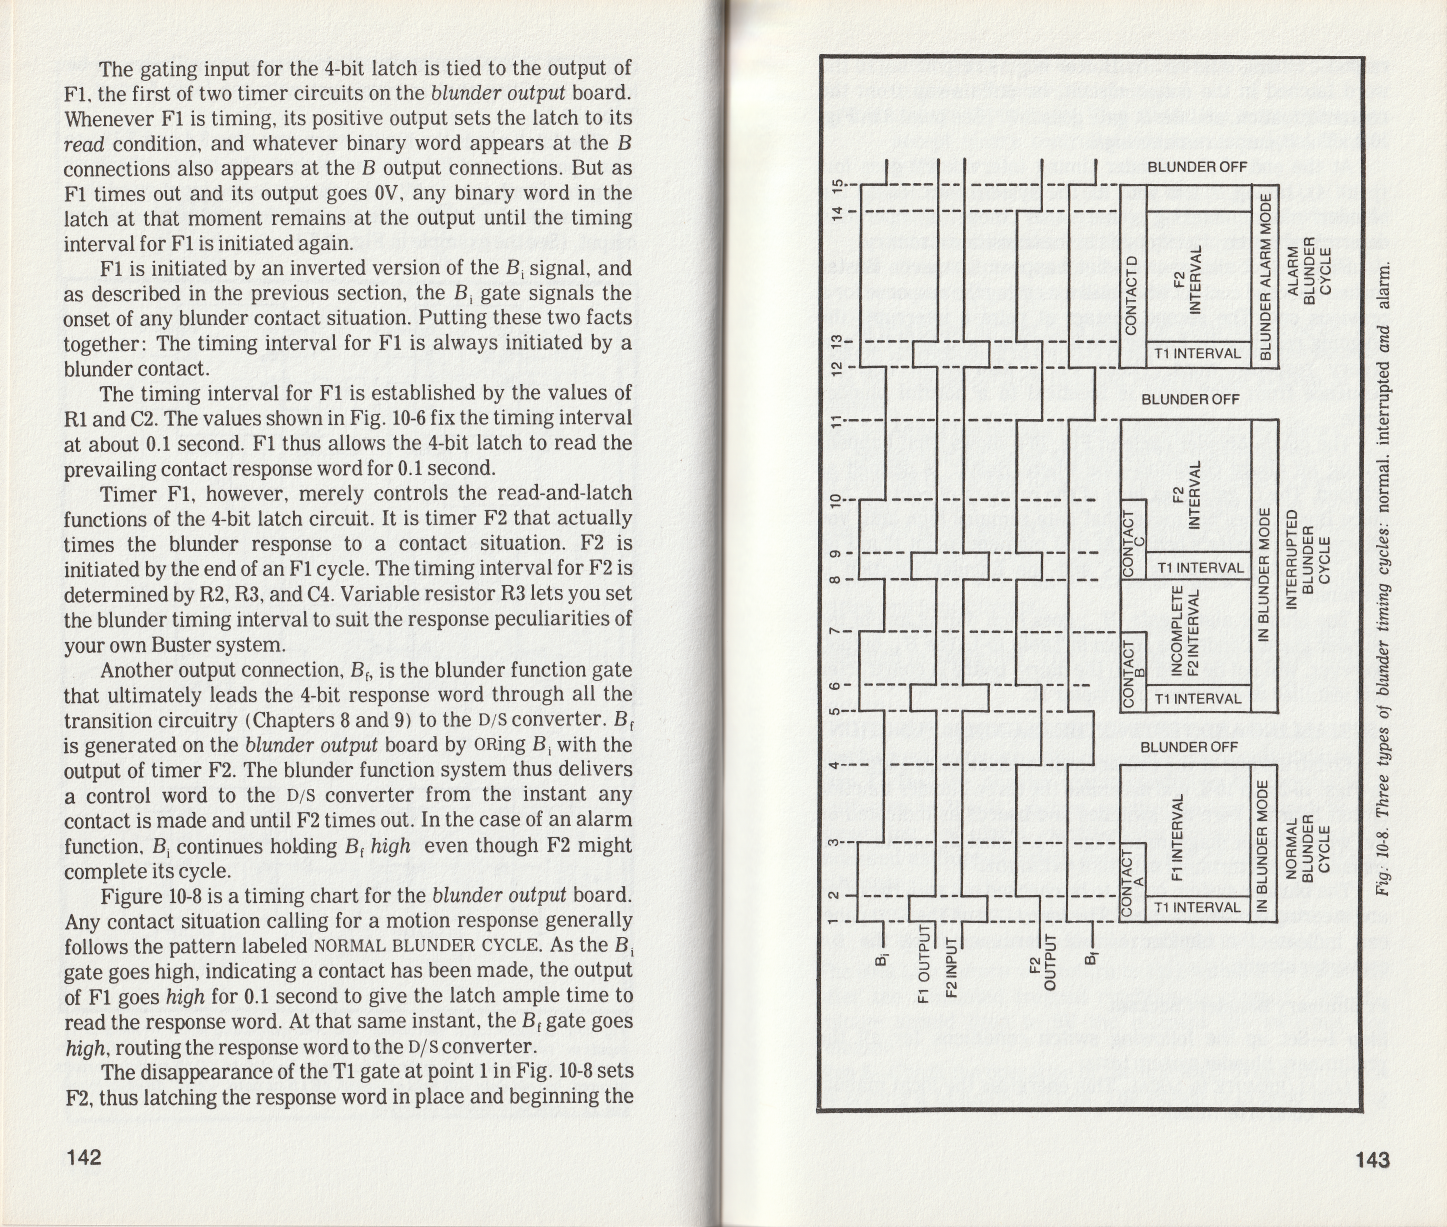 The gating input for the 4-bit latch is tied to the output of
F1, the first of two timer circuits on the blunder output board.
Whenever F1 is timing, its positive output sets the latch to its
read condition, and whatever binary word appears at the B
connections also appears at the B output connections. But as
F1 times out and its output goes 0V, any binary word in the
latch at that moment remains at the output until the timing
interval for F1 is initiated again.
F1 is initiated by an inverted version of the Bi signal, and
as described in the previous section, the Bi gate signals the
onset of any blunder contact situation. Putting these two facts
together: The timing interval for F1 is always initiated by a
blunder contact.
The timing interval for F1 is established by the values of
R1 and C2. The values shown in Fig. 10-6 fix the timing interval
at about 0.1 second. F1 thus allows the 4-bit latch to read the
prevailing contact response word for 0.1 second.
Timer F1, however, merely controls the read-and-latch
functions of the 4-bit latch circuit. It is timer F2 that actually
times the blunder response to a contact situation. F2 is
initiated by the end of an F1 cycle. The timing interval for F2 is
determined by R2, R3, and C4. Variable resistor R3 lets you set
the blunder timing interval to suit the response peculiarities of
your own Buster system.
Another output connection, Bf, is the blunder function gate
that ultimately leads the 4-bit response word through all the
transition circuitry (Chapters 8 and 9) to the D/S converter. Bf
is generated on the blunder output board by ORing Bi with the
output of timer F2. The blunder function system thus delivers
a control word to the D/S converter from the instant any
contact is made and until F2 times out. In the case of an alarm
function, Bi continues holding Bf high even though F2 might
complete its cycle.
Figure 10-8 is a timing chart for the blunder output board.
Any contact situation calling for a motion response generally
follows the pattern labeled NORMAL BLUNDER CYCLE. As the Bi
gate goes high, indicating a contact has been made, the output
of F1 goes high for 0.1 second to give the latch ample time to
read the response word. At that same instant, the Bf gate goes
high, routing the response word to the D/S converter.
The disappearance of the T1 gate at point 1 in Fig. 10-8 sets
F2, thus latching the response word in place and beginning the
142
1 2 3 4 5 6 7 8 9 10 11 12 13 14 15
Bi
F1 OUTPUT
F2 INPUT
F2
OUTPUT
Bf
CONTACT
A
T1 INTERVAL
F1 INTERVAL
IN BLUNDER MODE
NORMAL
BLUNDER
CYCLE
BLUNDER OFF
CONTACT
B
T1 INTERVAL
INCOMPLETE
F2 INTERVAL
CONTACT
C
T1 INTERVAL
F2
INTERVAL
IN BLUNDER MODE
INTERRUPTED
BLUNDER
CYCLE
BLUNDER OFF
CONTACT D
T1 INTERVAL
F2
INTERVAL
BLUNDER ALARM MODE
ALARM
BLUNDER
CYCLE
BLUNDER OFF
Fig. 10-8. Three types of blunder timing cycles: normal, interrupted and alarm.
143